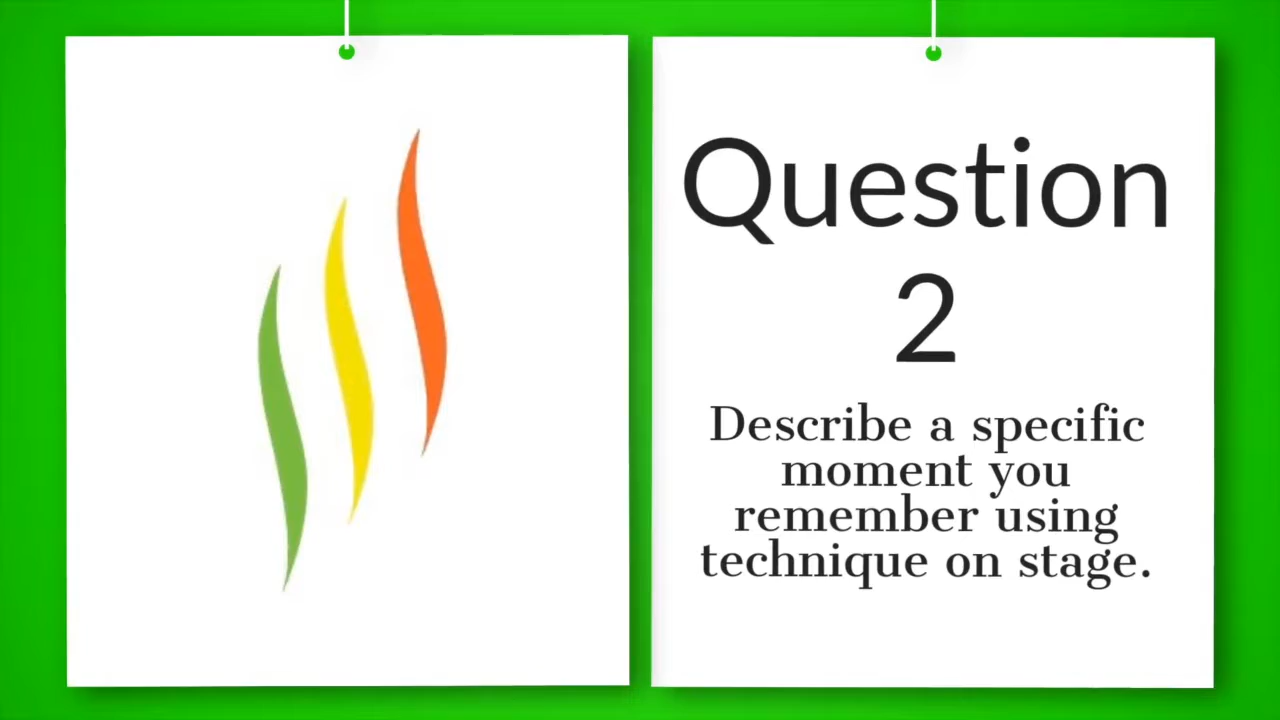 Question
2
Describe a specific
moment you
remember using
technique on stage.